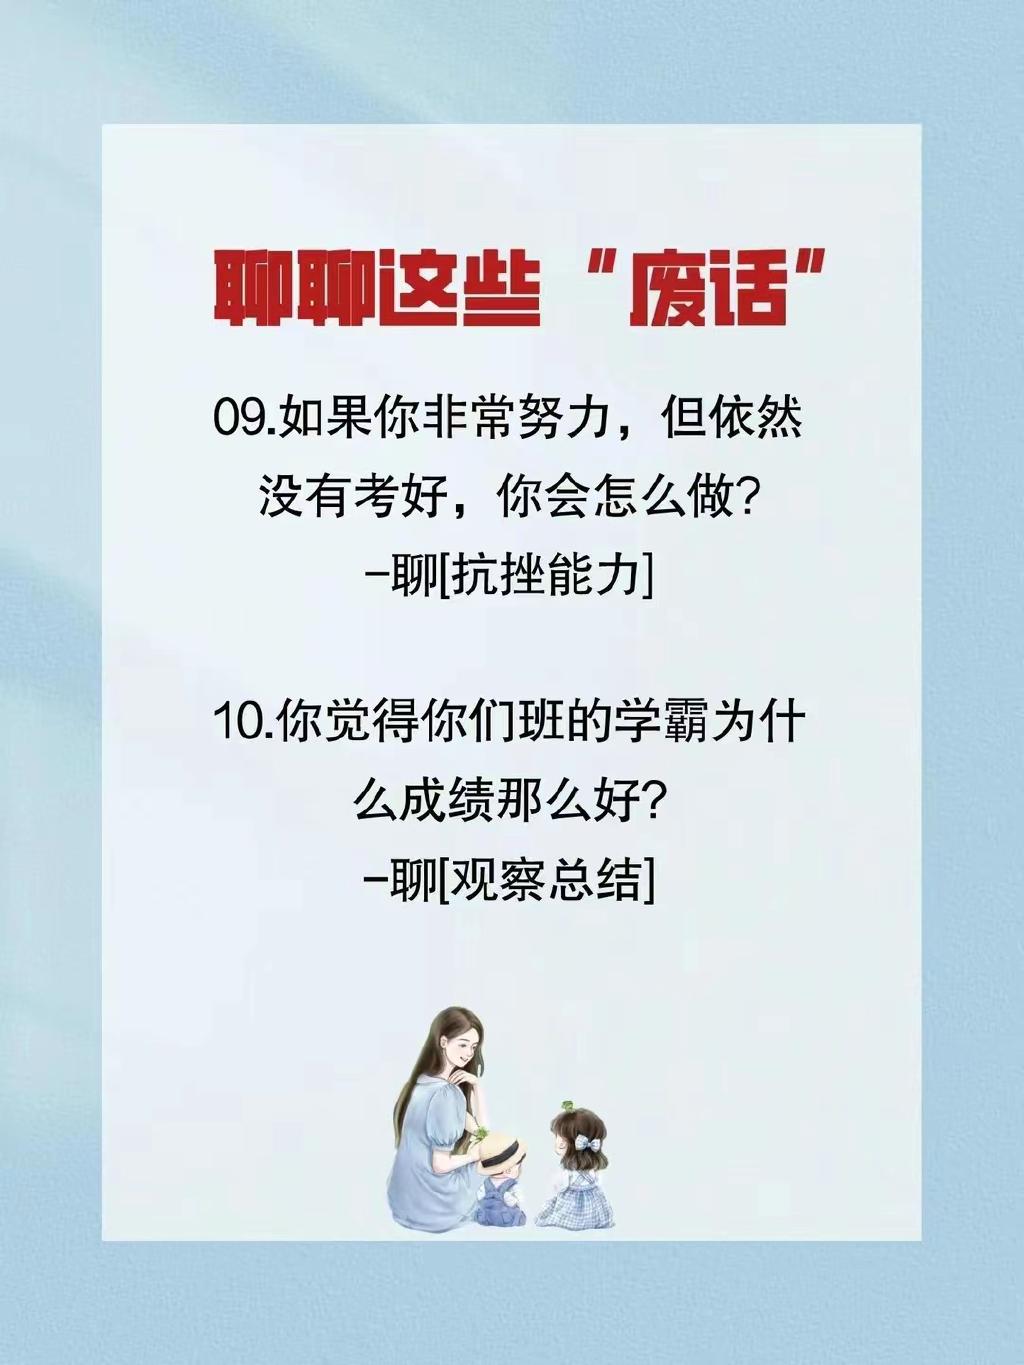 聊聊这些“废话”
09.如果你非常努力，但依然
没有考好，你会怎么做?
-聊[抗挫能力]
10.你觉得你们班的学霸为什
么成绩那么好?
-聊[观察总结]